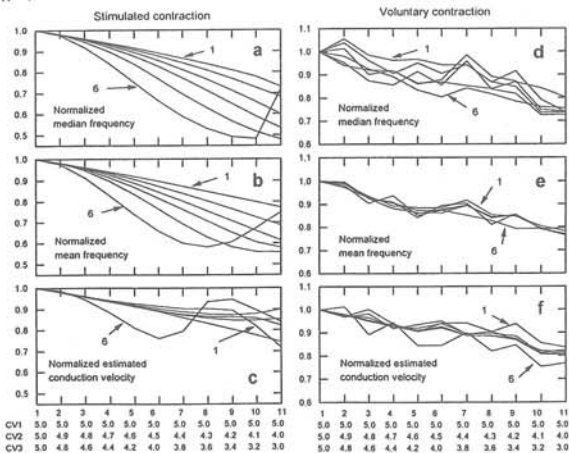 Stimulated contraction
1.0
0.9
0.8
0.7
0.6
0.5
1
a
6
Normalized
median frequency
1.0
0.9
0.8
0.7
0.6
1
b
6
Normalized
mean frequency
1.0
0.9
0.8
0.7
0.6
0.5
6
1
Normalized estimated
conduction velocity
c
1 2 3 4 5 6 7 8 9 10 11
Voluntary contraction
1.1
1.0
0.9
0.8
0.7
0.6
d
1
6
Normalized
median frequency
1.1
1.0
0.9
0.8
0.7
0.6
e
1
6
Normalized
mean frequency
1.0
0.9
0.8
0.7
0.6
1
f
6
Normalized estimated
conduction velocity
1 2 3 4 5 6 7 8 9 10 11
CV1 5.0 5.0 5.0 5.0 5.0 5.0 5.0 5.0 5.0 5.0 5.0 5.0 5.0 5.0 5.0 5.0 5.0 5.0 5.0 5.0 5.0 5.0
CV2 5.0 4.9 4.8 4.7 4.6 4.5 4.4 4.3 4.2 4.1 4.0 5.0 4.9 4.8 4.7 4.6 4.5 4.4 4.3 4.2 4.1 4.0
CV3 5.0 4.8 4.6 4.4 4.2 4.0 3.8 3.6 3.4 3.2 3.0 5.0 4.8 4.6 4.4 4.2 4.0 3.8 3.6 3.4 3.2 3.0